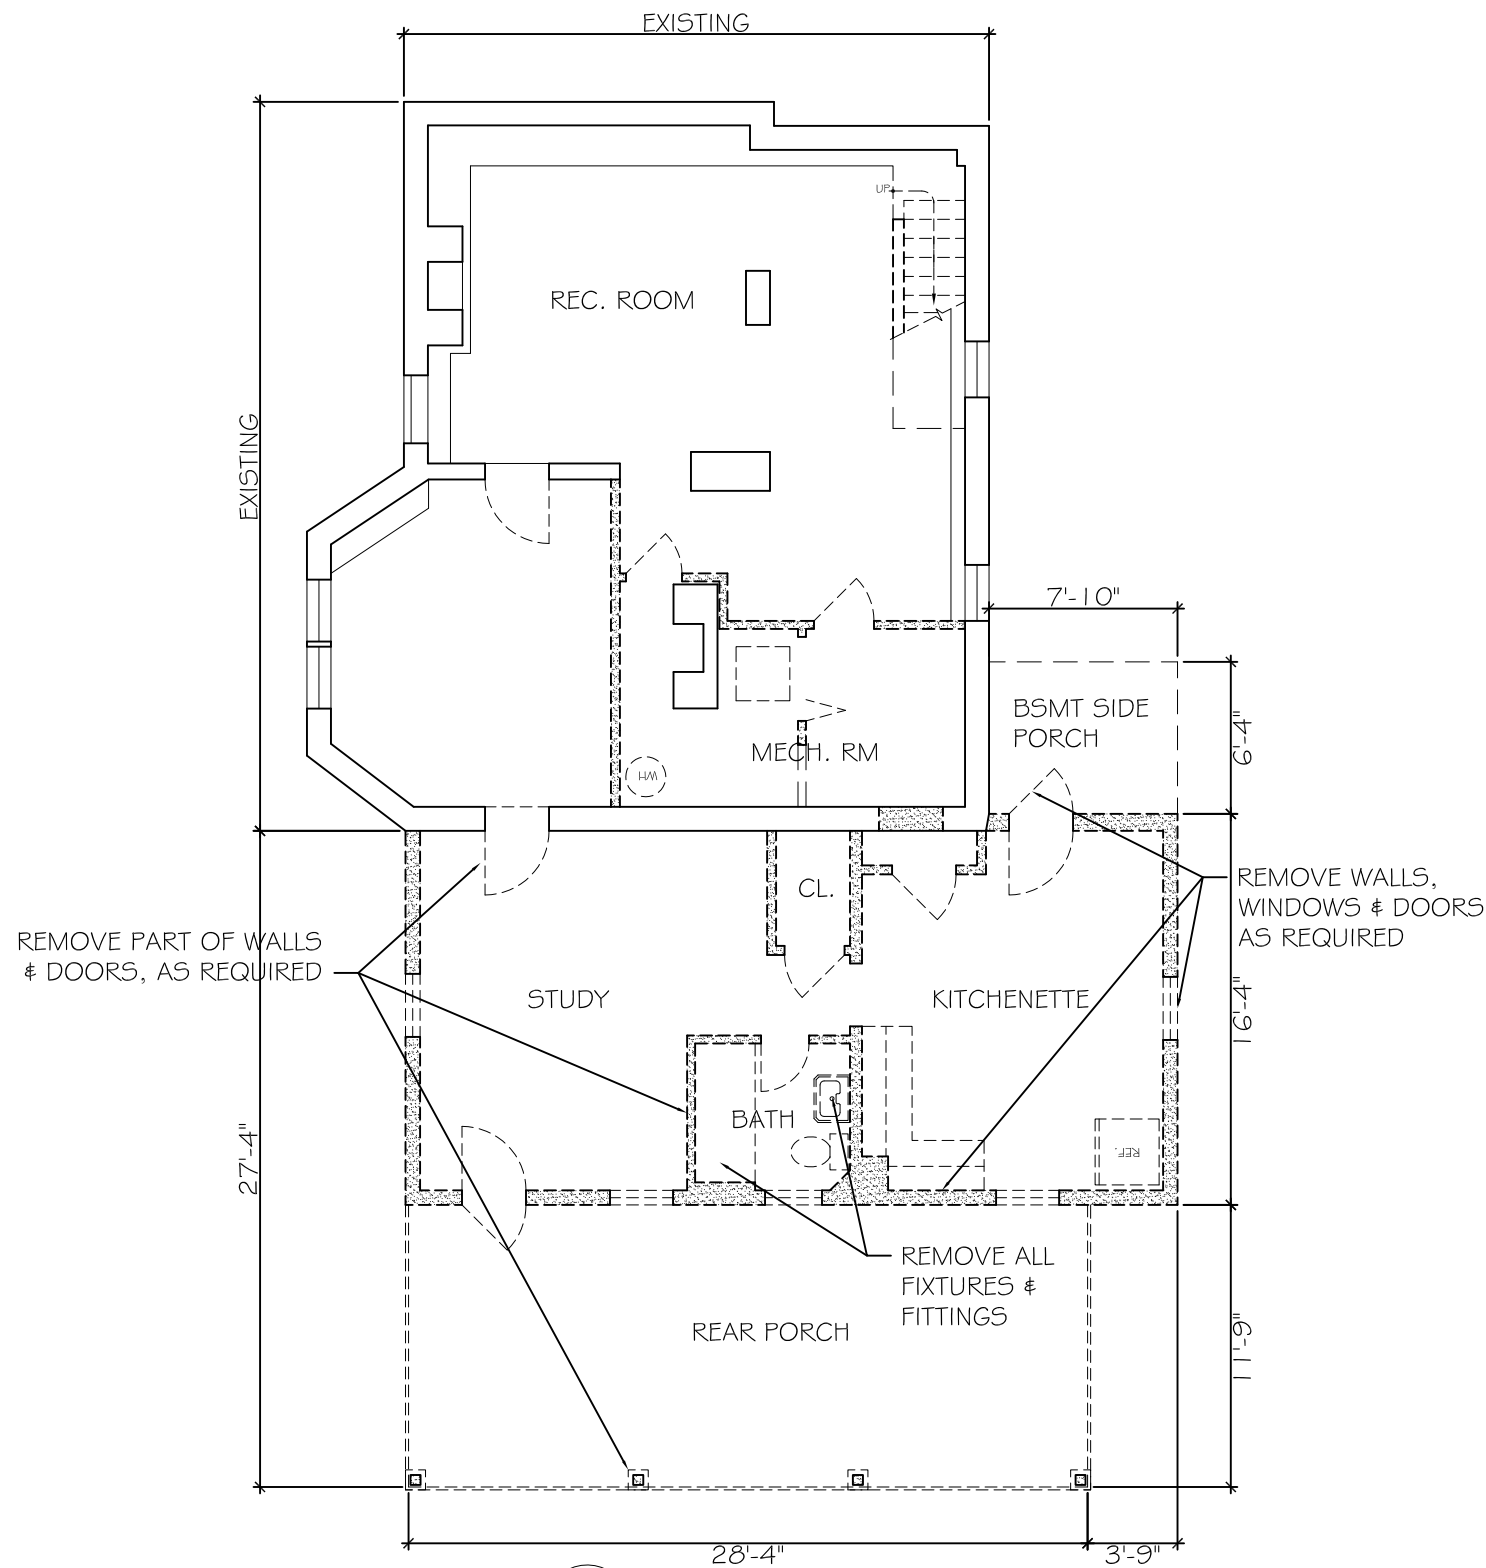 EXISTING
EXISTING
UP
REC. ROOM
7'-10"
BSMT SIDE
PORCH
6'-4"
MECH. RM
WH
CL.
REMOVE WALLS,
WINDOWS & DOORS
AS REQUIRED
REMOVE PART OF WALLS
& DOORS, AS REQUIRED
STUDY
KITCHENETTE
16'-4"
BATH
REF.
27'-4"
REMOVE ALL
FIXTURES &
FITTINGS
REAR PORCH
11'-9"
28'-4"
3'-9"